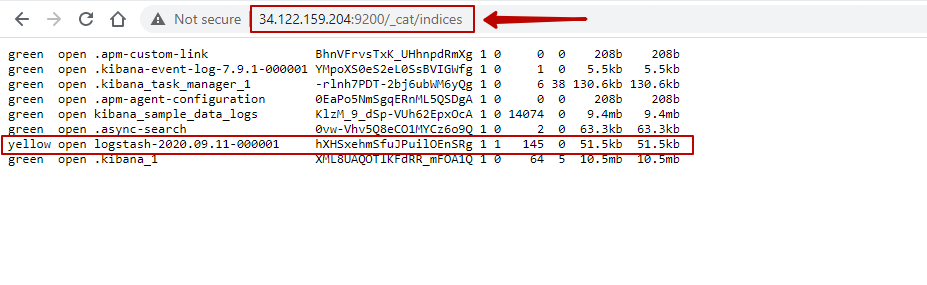 Not secure 34.122.159.204:9200/_cat/indices
green open .apm-custom-link BhnVFrvsTxK_UHhnpdRmXg 1 0 0 0 208b 208b
green open .kibana-event-log-7.9.1-000001 YMpoXS0eS2eL0SsBVIGWfg 1 0 1 0 5.5kb 5.5kb
green open .kibana_task_manager_1 -rlnh7PDT-2bj6ubWM6yQg 1 0 6 38 130.6kb 130.6kb
green open .apm-agent-configuration 0EaPo5NmSgqERnML5QSDgA 1 0 0 0 208b 208b
green open kibana_sample_data_logs KlzM_9_dSp-VUh62EpxOcA 1 0 14074 0 9.4mb 9.4mb
green open .async-search 0vw-Vhv5Q8eCO1MYCz6o9Q 1 0 2 0 63.3kb 63.3kb
yellow open logstash-2020.09.11-000001 hXHSxehmSfuJPuilOEnSRg 1 1 145 0 51.5kb 51.5kb
green open .kibana_1 XML8UAQOTlKFdRR_mFOA1Q 1 0 64 5 10.5mb 10.5mb